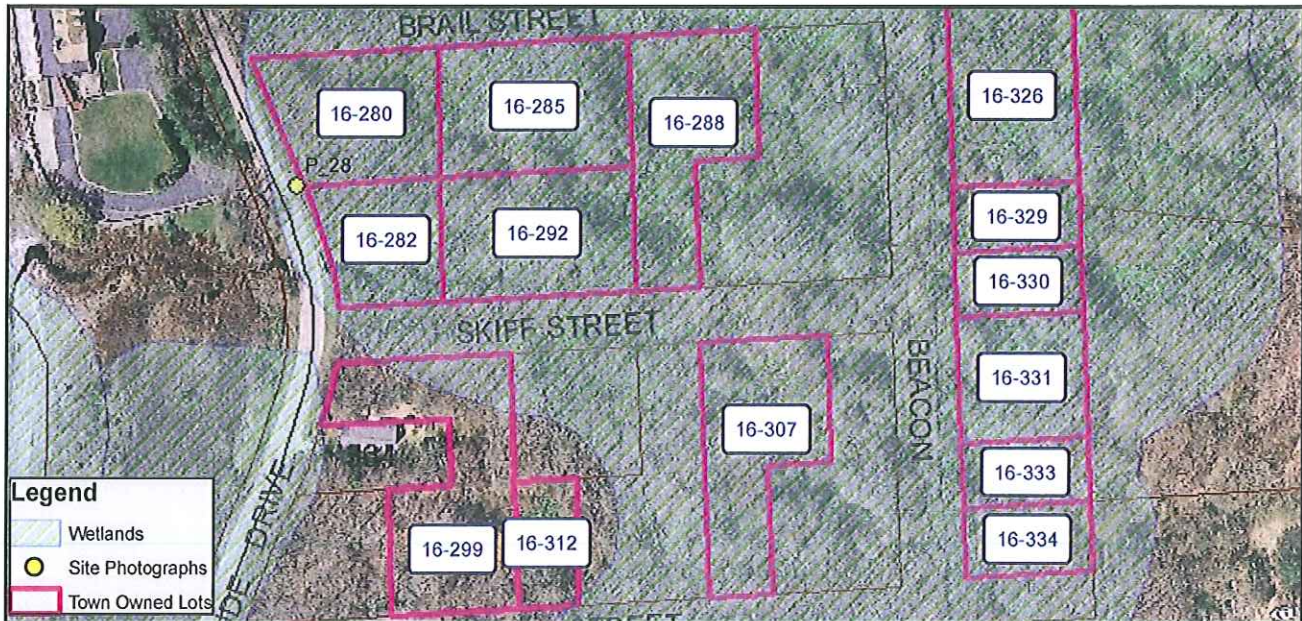 BRAIL STREET
16-280
16-285
16-288
16-326
P_28
16-282
16-292
16-329
16-330
SKIFF STREET
BEACON
16-331
16-307
16-333
16-299
16-312
16-334
DRIVE
Legend
Wetlands
Site Photographs
Town Owned Lots